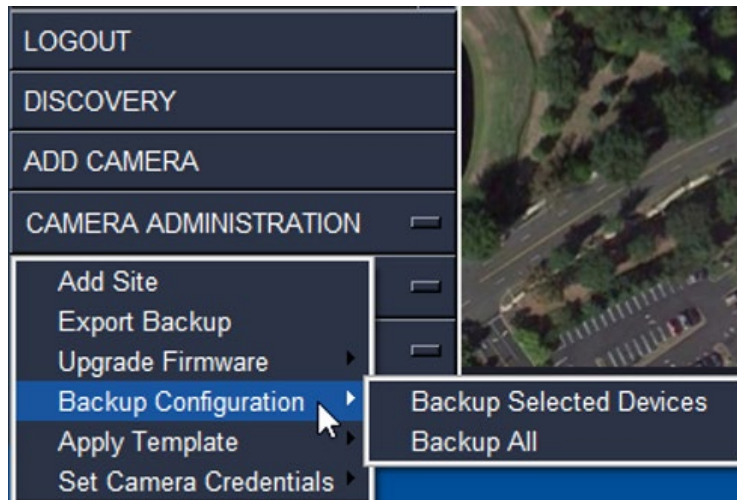 LOGOUT
DISCOVERY
ADD CAMERA
CAMERA ADMINISTRATION
Add Site
Export Backup
Upgrade Firmware
Backup Configuration
Backup Selected Devices
Apply Template
Backup All
Set Camera Credentials